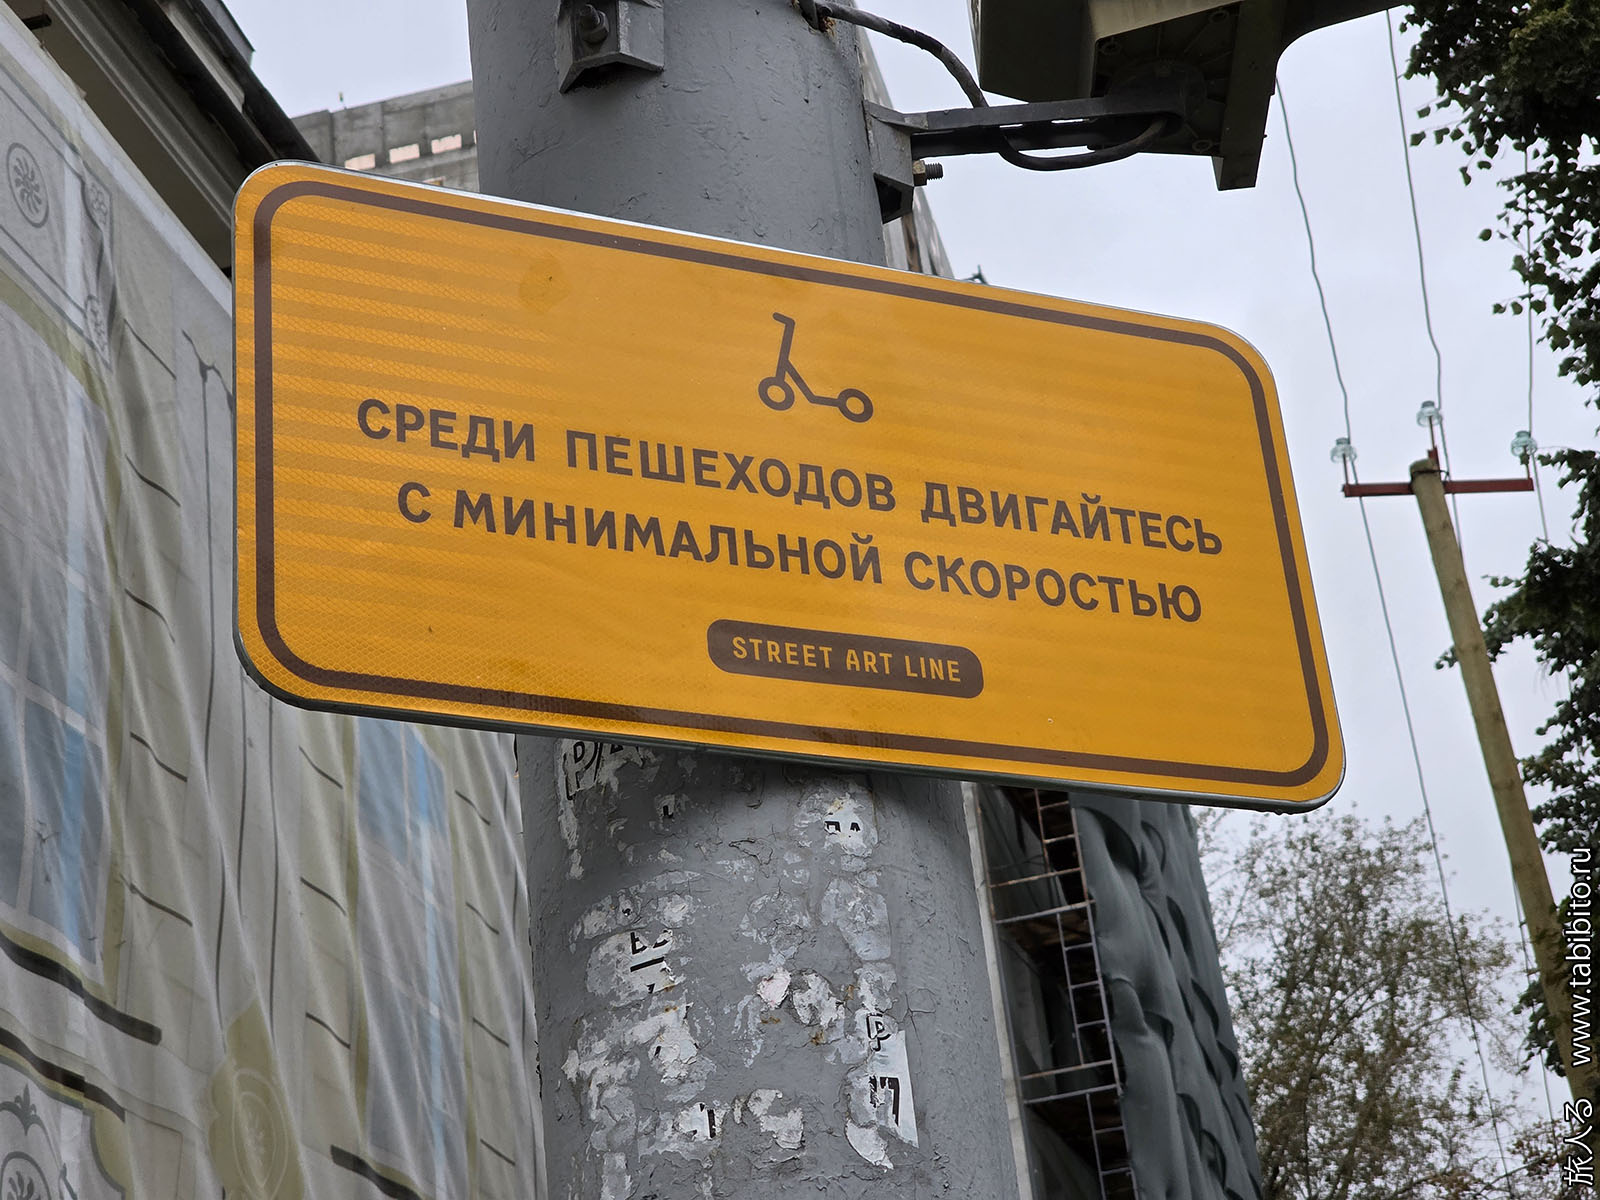 СРЕДИ ПЕШЕХОДОВ ДВИГАЙТЕСЬ
С МИНИМАЛЬНОЙ СКОРОСТЬЮ
STREET ART LINE
旅人る www.tabibito.ru